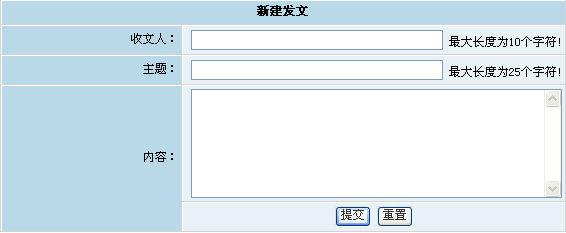 新建发文
收文人： 最大长度为10个字符!
主题： 最大长度为25个字符!
内容：
提交 重置